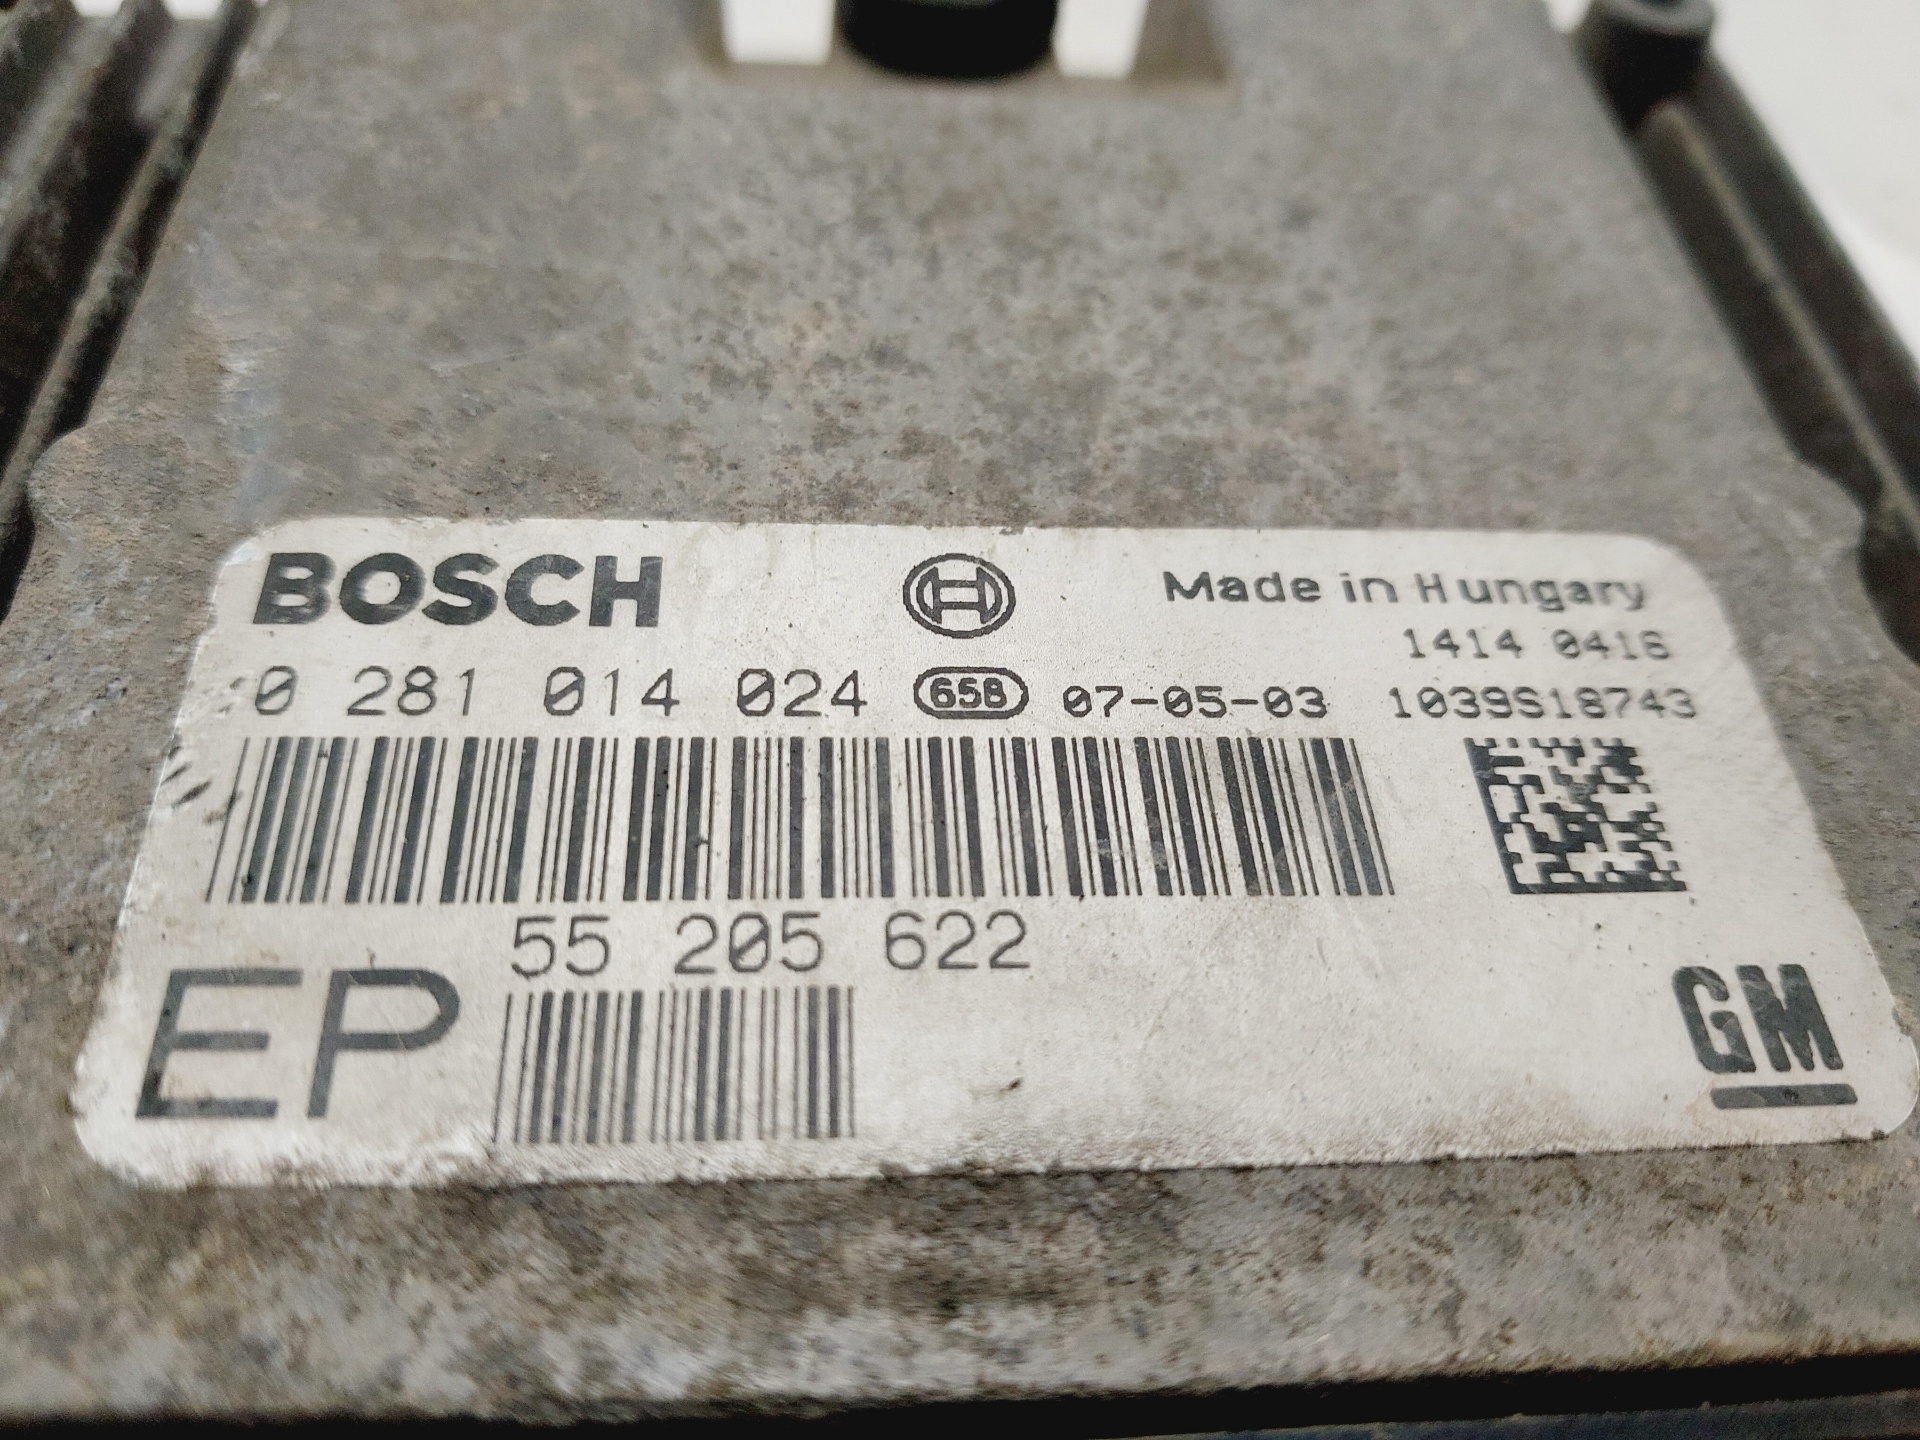 BOSCH
Made in Hungary
1414 0416
0 281 014 024 65B 07-05-03 1039S18743
55 205 622
EP
GM